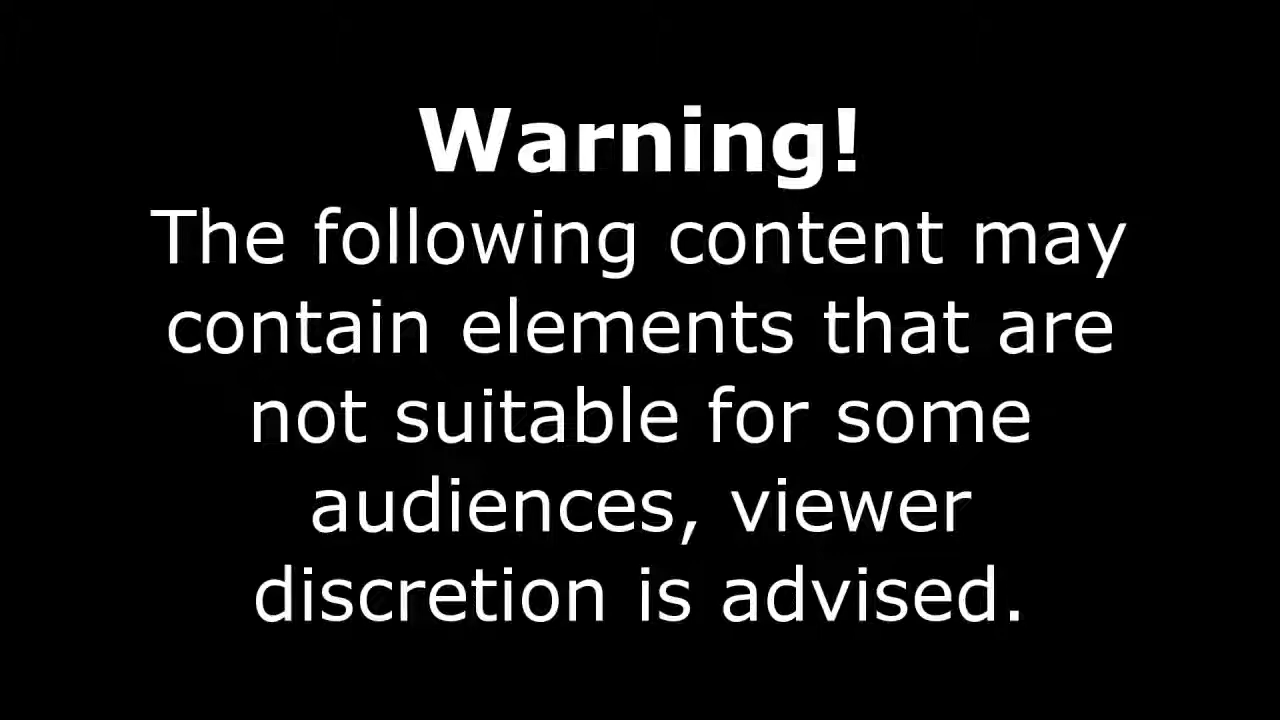 Warning!
The following content may
contain elements that are
not suitable for some
audiences, viewer
discretion is advised.